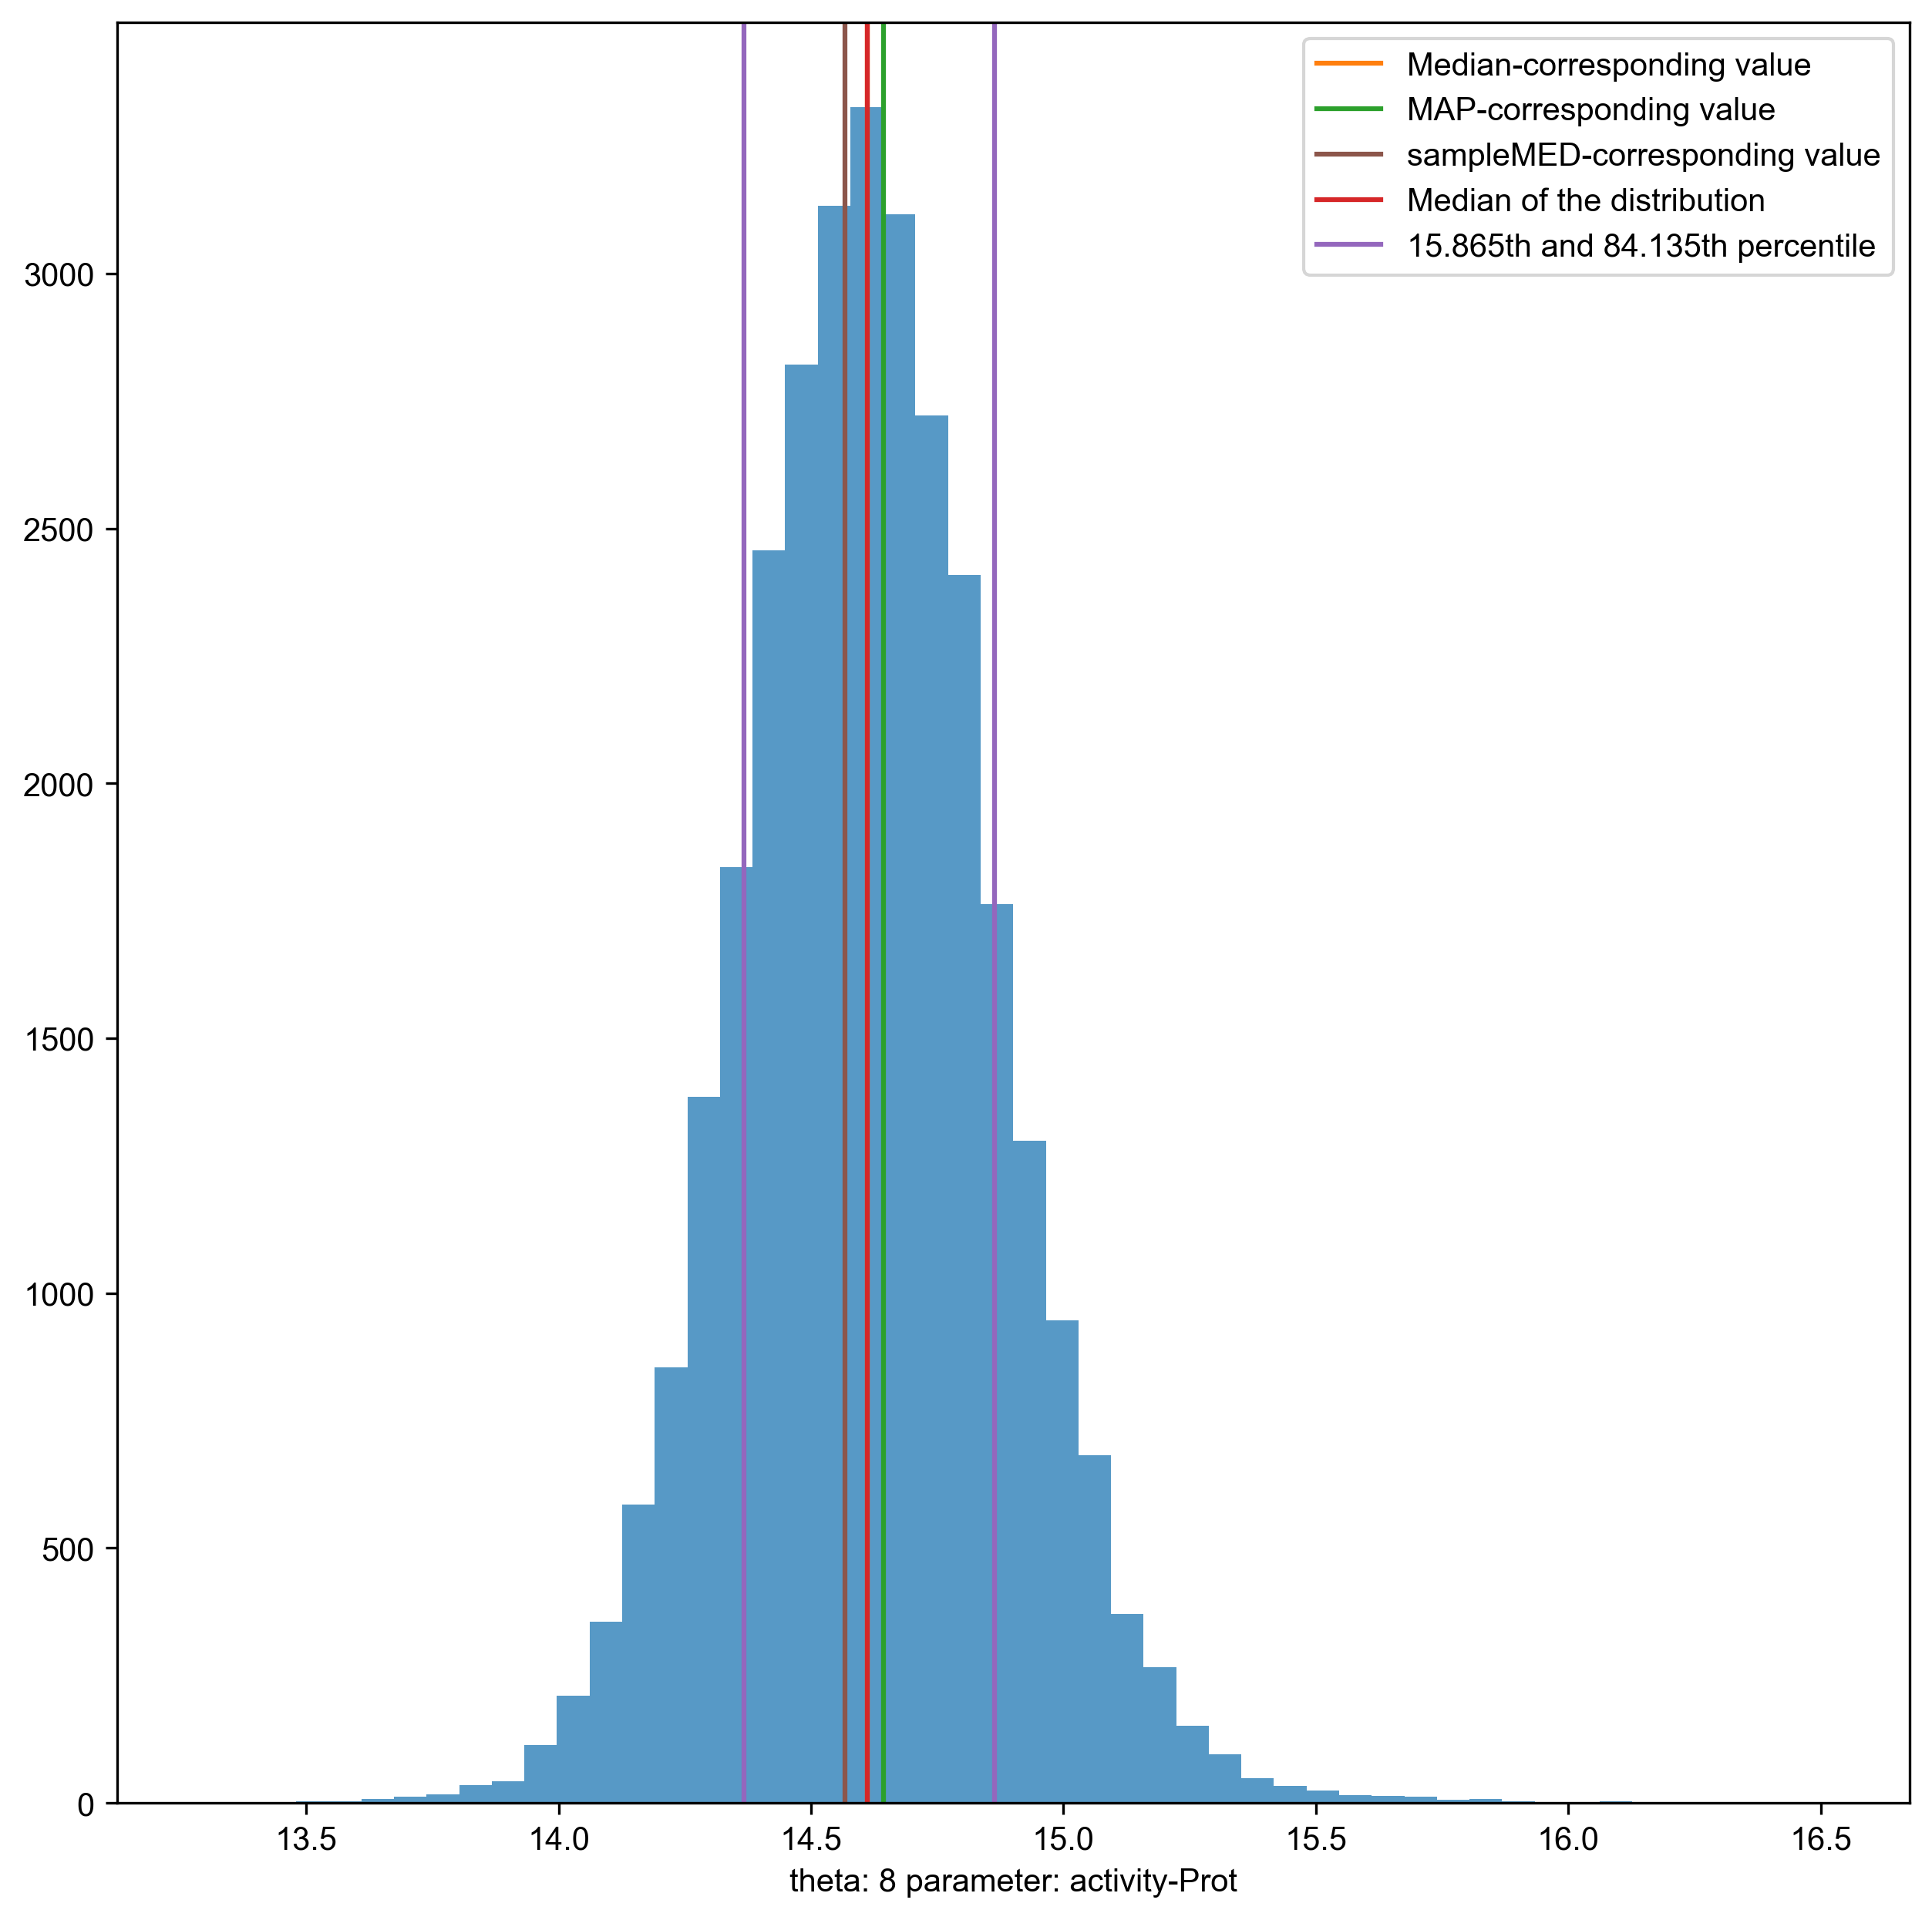 Median-corresponding value
MAP-corresponding value
sampleMED-corresponding value
Median of the distribution
15.865th and 84.135th percentile
3000
2500
2000
1500
1000
500
0
13.5 14.0 14.5 15.0 15.5 16.0 16.5
theta: 8 parameter: activity-Prot